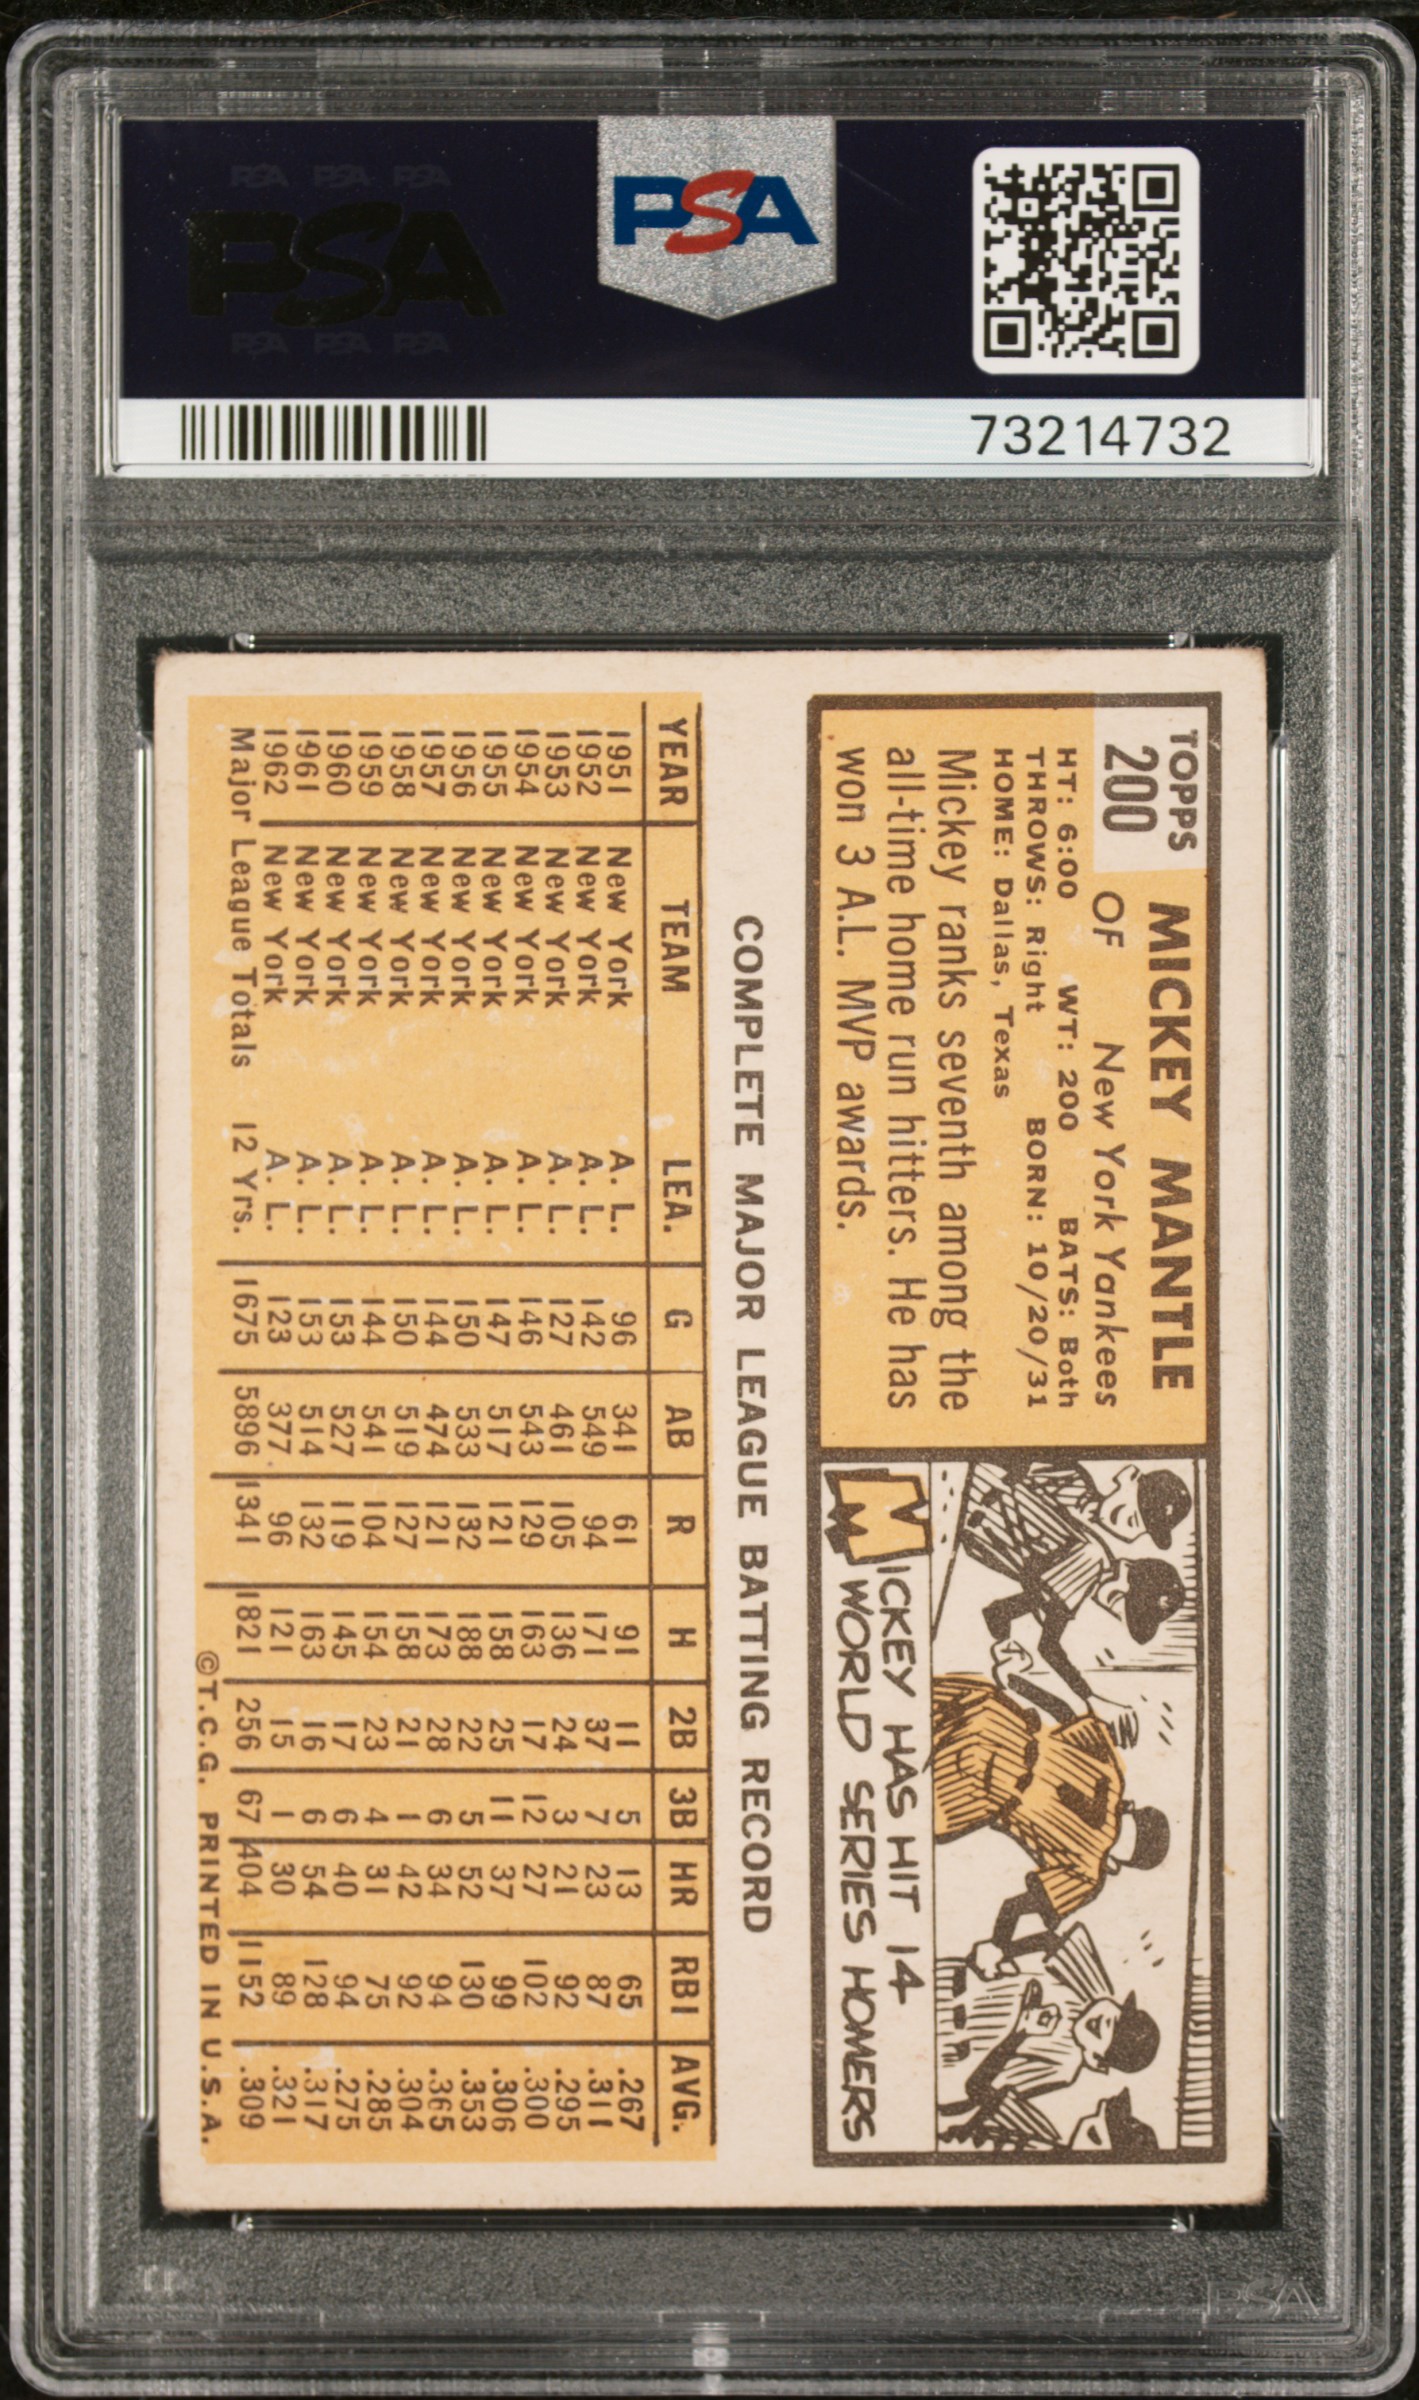 PSA PSA PSA
PSA
PSA PSA PSA
PSA
73214732
TOPPS
200
MICKEY MANTLE
OF New York Yankees
HT: 6:00 WT: 200 BATS: Both
THROWS: Right BORN: 10/20/31
HOME: Dallas, Texas
Mickey ranks seventh among the
all-time home run hitters. He has
won 3 A.L. MVP awards.
MICKEY HAS HIT 14
WORLD SERIES HOMERS
COMPLETE MAJOR LEAGUE BATTING RECORD
YEAR TEAM LEA. G AB R H 2B 3B HR RBI AVG.
1951 New York A. L. 96 341 61 91 11 5 13 65 .267
1952 New York A. L. 142 549 94 171 37 7 23 87 .311
1953 New York A. L. 127 461 105 136 24 3 21 92 .295
1954 New York A. L. 146 543 129 163 17 12 27 102 .300
1955 New York A. L. 147 517 121 158 25 11 37 99 .306
1956 New York A. L. 150 533 132 188 22 5 52 130 .353
1957 New York A. L. 144 474 121 173 28 6 34 94 .365
1958 New York A. L. 150 519 127 158 21 1 42 92 .304
1959 New York A. L. 144 541 104 154 23 4 31 75 .285
1960 New York A. L. 153 527 119 145 17 6 40 94 .275
1961 New York A. L. 153 514 132 163 16 6 54 128 .317
1962 New York A. L. 123 377 96 121 15 1 30 89 .321
Major League Totals 12 Yrs. 1675 5896 1341 1821 256 67 404 1152 .309
©T.C.G. PRINTED IN U.S.A.
PSA